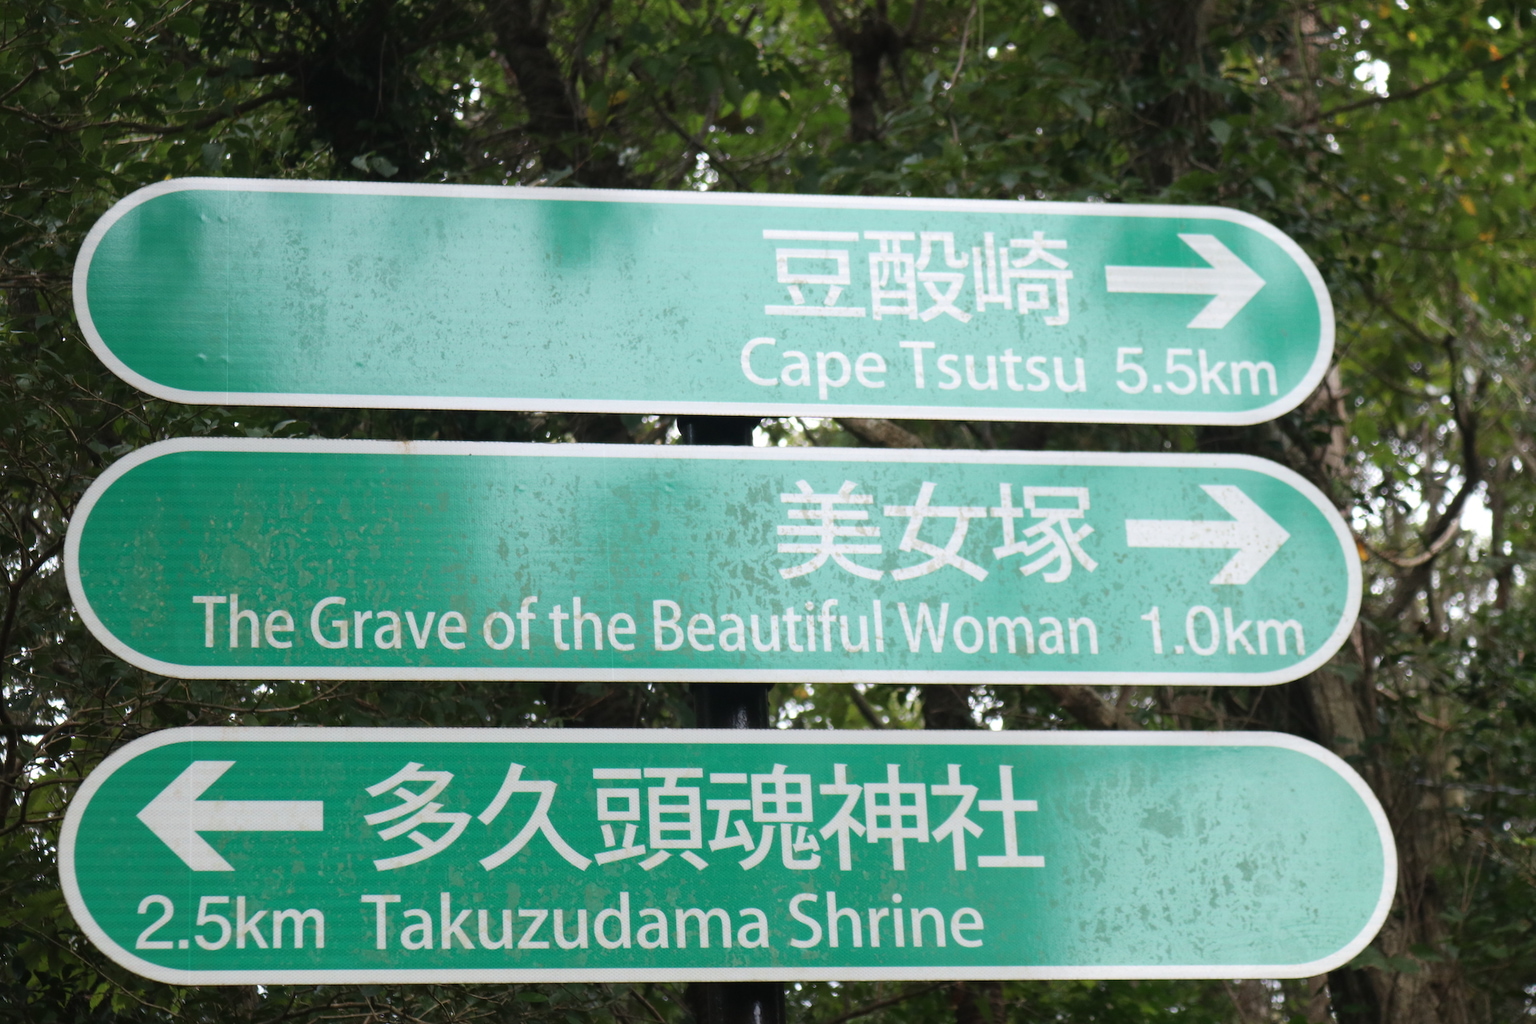 豆酘崎
Cape Tsutsu 5.5km
美女塚
The Grave of the Beautiful Woman 1.0km
多久頭魂神社
2.5km Takuzudama Shrine